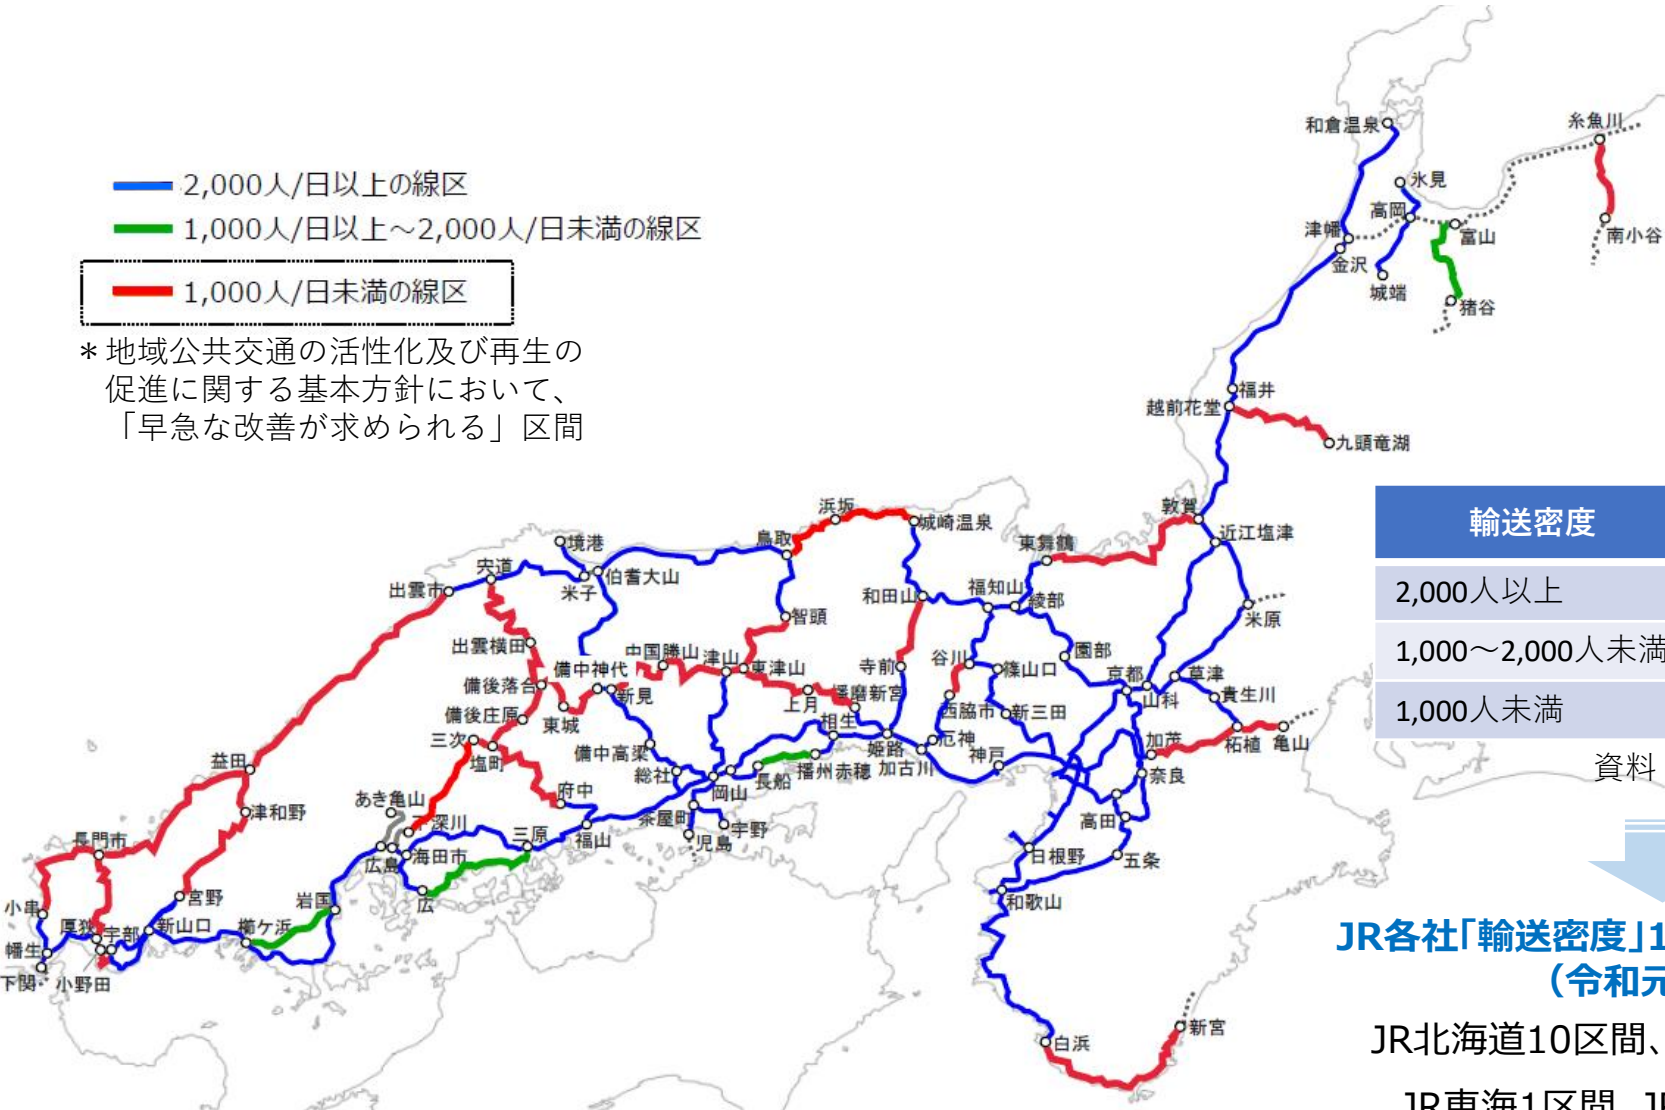 2,000人/日以上の線区
1,000人/日以上～2,000人/日未満の線区
1,000人/日未満の線区
＊地域公共交通の活性化及び再生の
促進に関する基本方針において、
「早急な改善が求められる」区間
和倉温泉
糸魚川
氷見
高岡
津幡
富山
南小谷
金沢
城端
猪谷
福井
越前花堂
九頭竜湖
敦賀
近江塩津
東舞鶴
浜坂
城崎温泉
鳥取
境港
宍道
伯耆大山
出雲市
米子
和田山
福知山
綾部
米原
智頭
出雲横田
中国勝山
津山
東津山
寺前
谷川
篠山口
園部
京都
山科
草津
備中神代
新見
備後落合
東城
上月
播磨新宮
西脇市
新三田
貴生川
備後庄原
相生
三次
塩町
備中高梁
姫路
厄神
神戸
加茂
柘植
亀山
益田
総社
長船
播州赤穂
加古川
奈良
岡山
府中
あき亀山
下深川
津和野
茶屋町
宇野
高田
長門市
三原
福山
児島
日根野
五条
広島
海田市
和歌山
小串
宮野
岩国
広
厚狭
宇部
新山口
櫛ケ浜
幡生
下関
小野田
白浜
新宮
輸送密度
2,000人以上
1,000～2,000人未満
1,000人未満
資料
JR各社「輸送密度」1
（令和元
JR北海道10区間、
JR東海1区間、JR